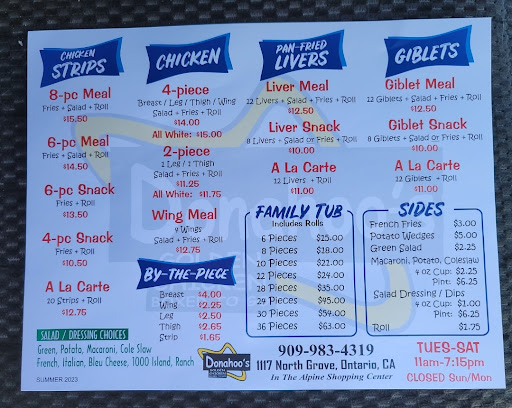 CHICKEN
STRIPS
8-pc Meal
Fries + Salad + Roll
$15.50
6-pc Meal
Fries + Salad + Roll
$14.50
6-pc Snack
Fries + Roll
$13.50
4-pc Snack
Fries + Roll
$10.50
A La Carte
10 Strips + Roll
$12.75
CHICKEN
4-piece
Breast / Leg / Thigh / Wing
Salad + Fries + Roll
$14.00
All White: $15.00
2-piece
1 Leg / 1 Thigh
Salad + Fries + Roll
$11.25
All White: $11.75
Wing Meal
4 Wings
Salad + Fries + Roll
$12.75
BY-THE-PIECE
Breast $4.00
Wing $2.25
Leg $2.50
Thigh $2.65
Strip $1.65
PAN-FRIED
LIVERS
Liver Meal
12 Livers + Salad + Fries + Roll
$12.50
Liver Snack
8 Livers + Salad or Fries + Roll
$10.00
A La Carte
12 Livers + Roll
$11.00
GIBLETS
Giblet Meal
12 Giblets + Salad + Fries + Roll
$12.50
Giblet Snack
8 Giblets + Salad or Fries + Roll
$10.00
A La Carte
12 Giblets + Roll
$11.00
FAMILY TUB
Includes Rolls
6 Pieces $15.00
8 Pieces $18.00
10 Pieces $21.00
12 Pieces $24.00
18 Pieces $35.00
24 Pieces $45.00
30 Pieces $54.00
36 Pieces $63.00
SIDES
French Fries $3.00
Potato Wedges $5.00
Green Salad $2.25
Macaroni, Potato, Coleslaw
4 oz Cup: $2.25
Pint: $6.25
Salad Dressing / Dips
4 oz Cup: $1.00
Pint: $6.25
Roll $1.75
SALAD / DRESSING CHOICES
Green, Potato, Macaroni, Cole Slaw
French, Italian, Bleu Cheese, 1000 Island, Ranch
SUMMER 2023
Donahoo's
909-983-4319
1117 North Grove, Ontario, CA
In The Alpine Shopping Center
TUES-SAT
11am-7:15pm
CLOSED Sun/Mon